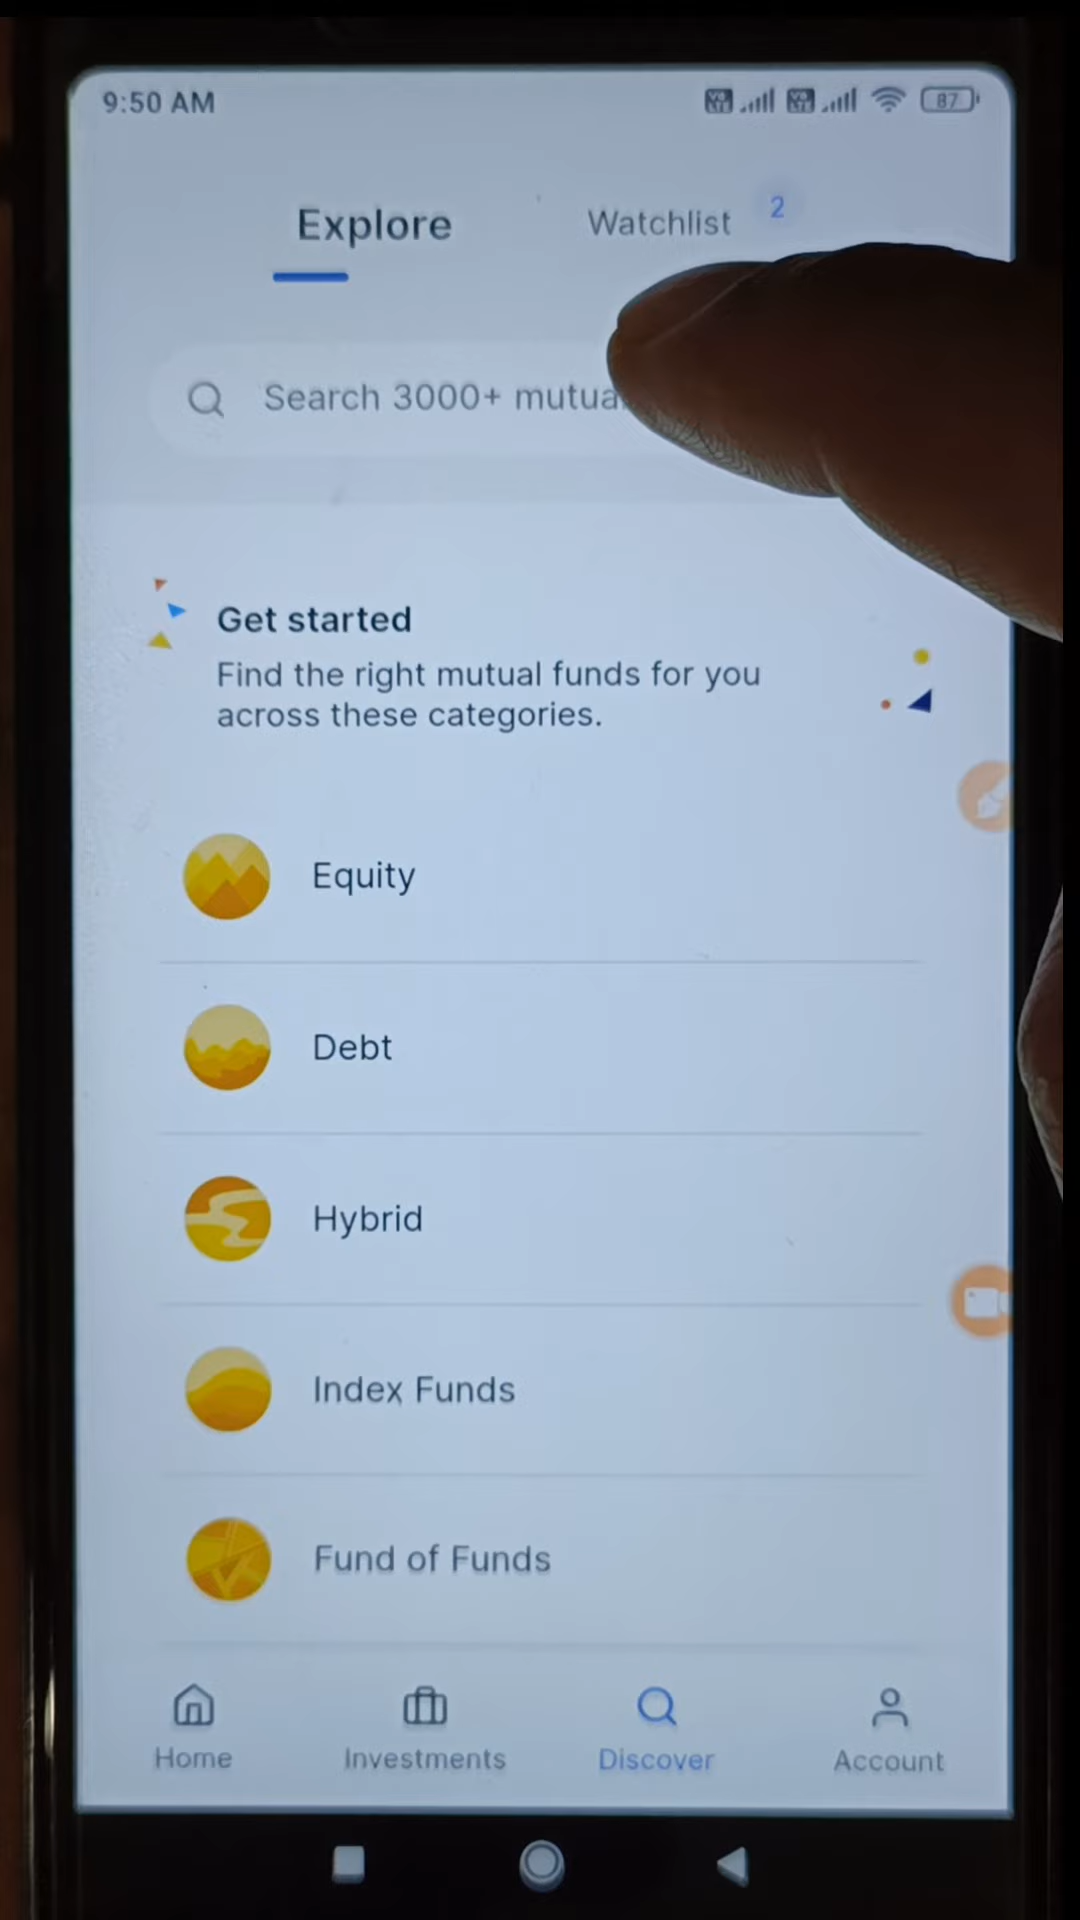 9:50 AM
87
Explore
Watchlist
2
Search 3000+
Get started
Find the right mutual funds for you
across these categories.
Equity
Debt
Hybrid
Index Funds
Fund of Funds
Home
Investments
Discover
Account